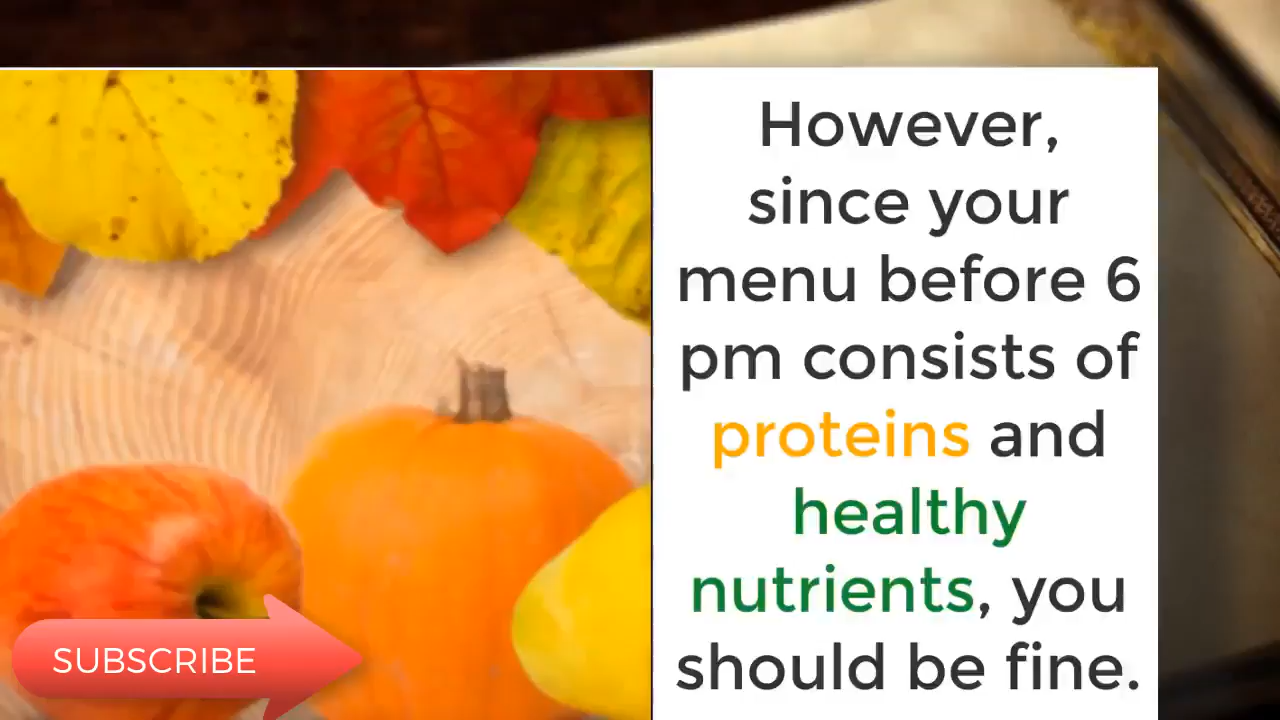 However,
since your
menu before 6
pm consists of
proteins and
healthy
nutrients, you
should be fine.
SUBSCRIBE